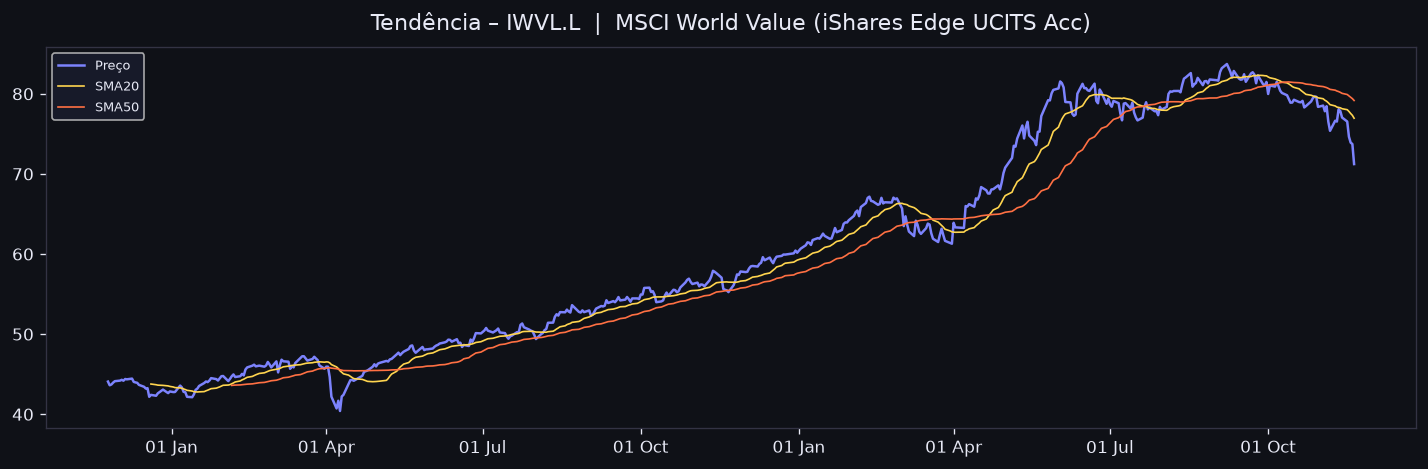 Tendência – IWVL.L | MSCI World Value (iShares Edge UCITS Acc)
Preço
SMA20
SMA50
80
70
60
50
40
01 Jan 01 Apr 01 Jul 01 Oct 01 Jan 01 Apr 01 Jul 01 Oct